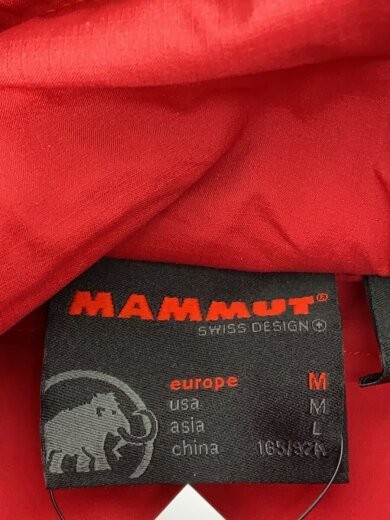 MAMMUT®
SWISS DESIGN
europe M
usa M
asia L
china 165/92A